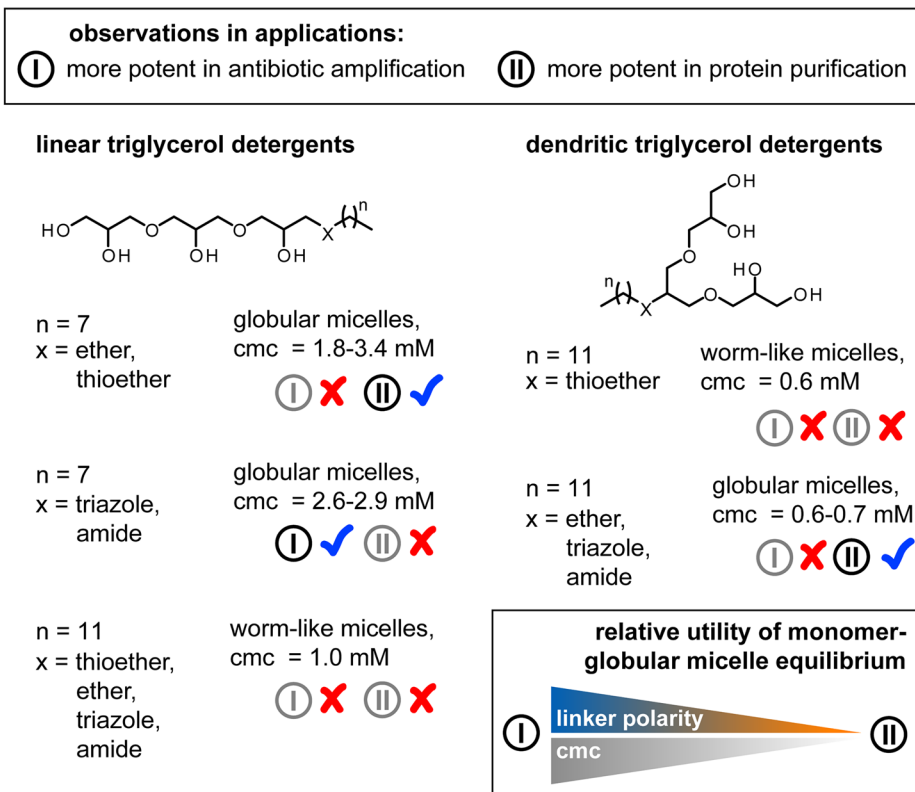 observations in applications:
I more potent in antibiotic amplification
II more potent in protein purification
linear triglycerol detergents
HO
OH
O
OH
O
OH
X
n
n = 7
x = ether,
thioether
globular micelles,
cmc = 1.8-3.4 mM
I II
n = 7
x = triazole,
amide
globular micelles,
cmc = 2.6-2.9 mM
I II
n = 11
x = thioether,
ether,
triazole,
amide
worm-like micelles,
cmc = 1.0 mM
I II
dendritic triglycerol detergents
OH
OH
O
HO
n
X
O
OH
n = 11
x = thioether
worm-like micelles,
cmc = 0.6 mM
I II
n = 11
x = ether,
triazole,
amide
globular micelles,
cmc = 0.6-0.7 mM
I II
relative utility of monomer-
globular micelle equilibrium
I
linker polarity
cmc
II